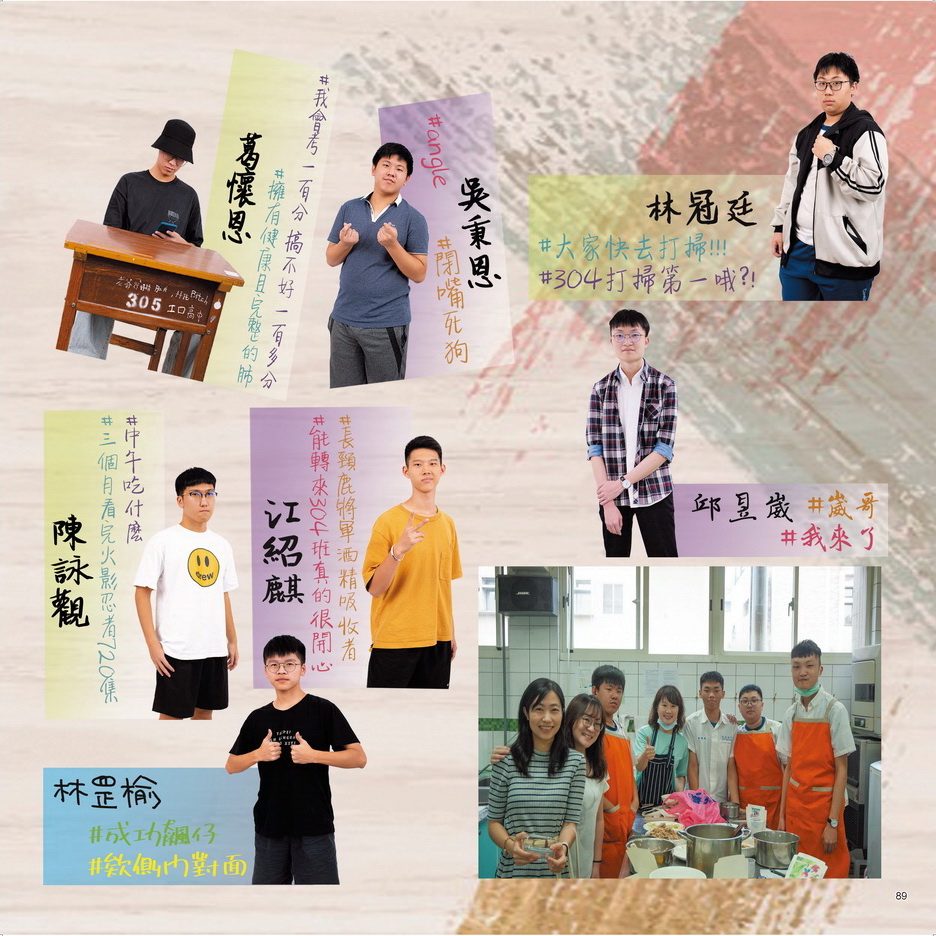 #我會考一百分搞不好一百多分
葛懷恩
#擁有健康且完整的肺
305
高中
#angle
吳秉恩
#閉嘴死狗
林冠廷
#大家快去打掃!!!
#304打掃第一哦?!
邱昱崴 #崴哥
#我來了
#中午吃什麼
#三個月看完火影忍者720集
陳詠觀
drew
#長頸鹿將軍酒精吸收者
#能轉來304班真的很開心
江紹麒
林罡榆
#成功飆仔
#欸側門對面
89